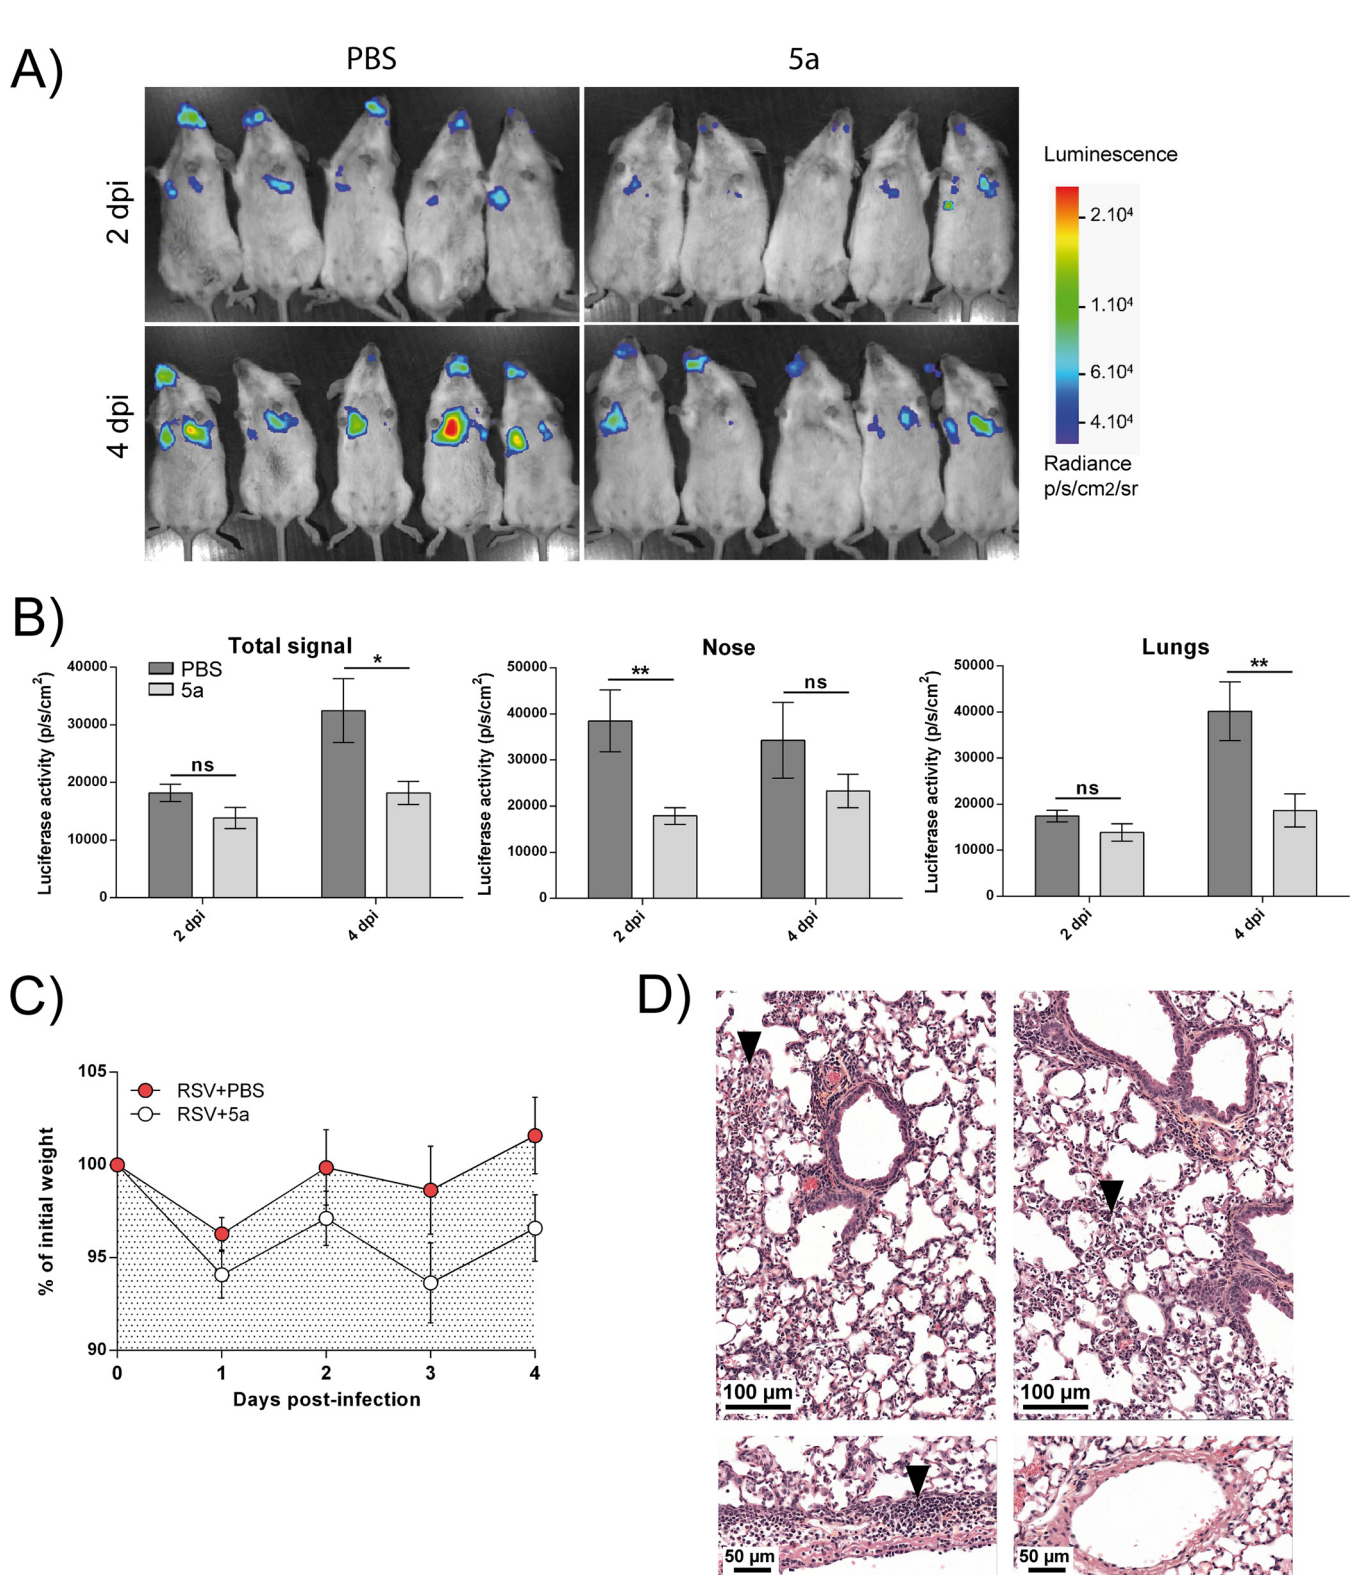 A)
PBS
5a
2 dpi
4 dpi
Luminescence
2.10⁴
1.10⁴
6.10⁴
4.10⁴
Radiance
p/s/cm2/sr
B)
Total signal
Luciferase activity (p/s/cm²)
40000
30000
20000
10000
0
PBS
5a
ns
*
2 dpi
4 dpi
Nose
Luciferase activity (p/s/cm²)
50000
40000
30000
20000
10000
0
**
ns
2 dpi
4 dpi
Lungs
Luciferase activity (p/s/cm²)
50000
40000
30000
20000
10000
0
ns
**
2 dpi
4 dpi
C)
% of initial weight
105
100
95
90
RSV+PBS
RSV+5a
0
1
2
3
4
Days post-infection
D)
100 µm
100 µm
50 µm
50 µm